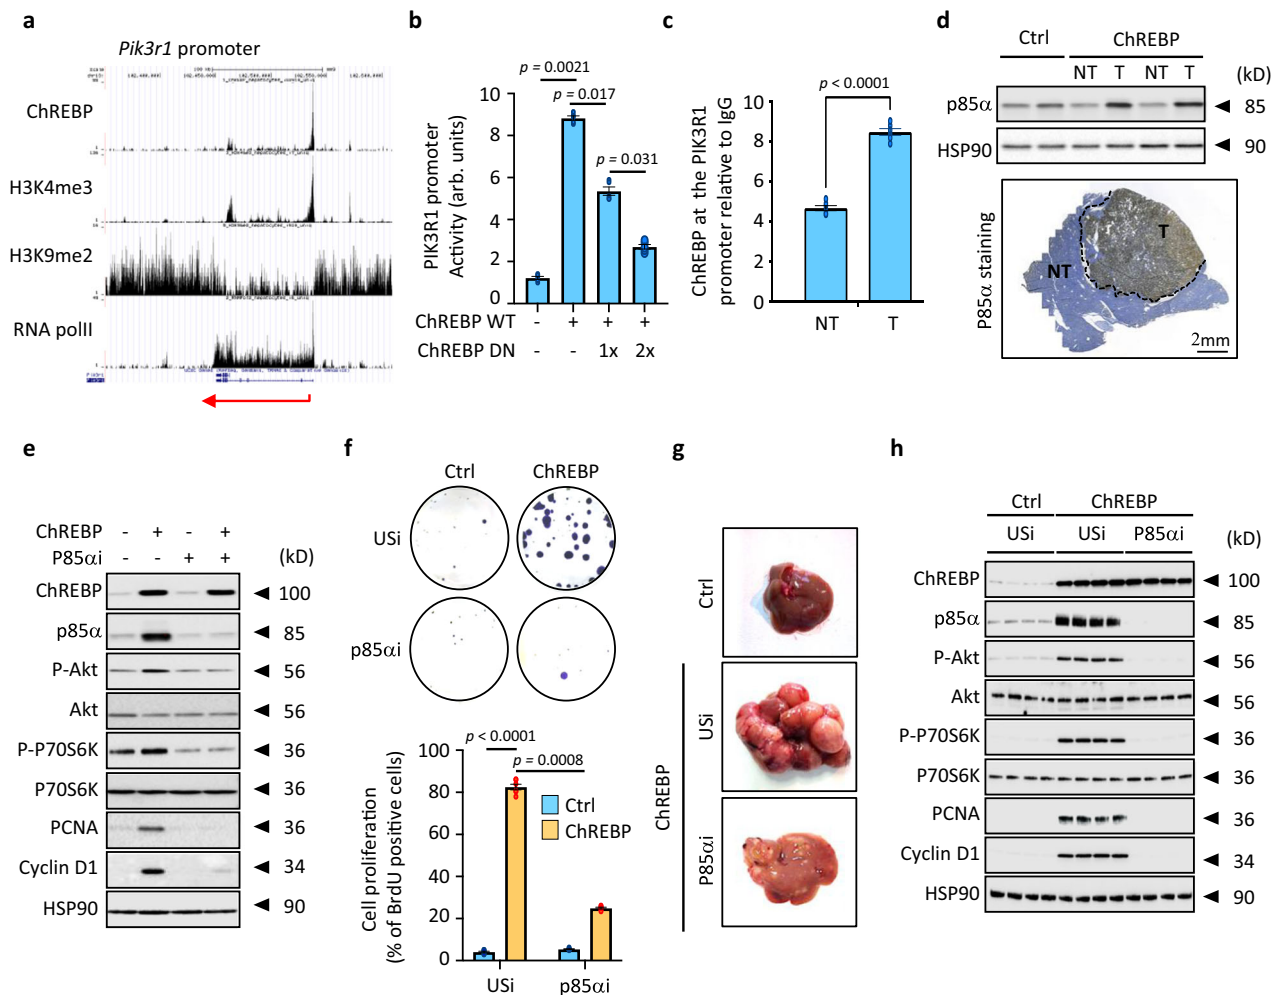 a
Pik3r1 promoter
ChREBP
H3K4me3
H3K9me2
RNA polII
b
p = 0.0021
p = 0.017
p = 0.031
PIK3R1 promoter
Activity (arb. units)
10
8
6
4
2
0
ChREBP WT - + + +
ChREBP DN - - 1x 2x
c
p < 0.0001
ChREBP at the PIK3R1
promoter relative to IgG
10
8
6
4
2
0
NT T
d
Ctrl ChREBP
NT T NT T (kD)
p85α 85
HSP90 90
P85α staining
NT
T
2mm
e
ChREBP - + - +
P85αi - - + + (kD)
ChREBP 100
p85α 85
P-Akt 56
Akt 56
P-P70S6K 36
P70S6K 36
PCNA 36
Cyclin D1 34
HSP90 90
f
Ctrl ChREBP
USi
p85αi
p < 0.0001
p = 0.0008
Cell proliferation
(% of BrdU positive cells)
100
80
60
40
20
0
Ctrl
ChREBP
USi p85αi
g
Ctrl
ChREBP
USi
P85αi
h
Ctrl ChREBP
USi USi P85αi (kD)
ChREBP 100
p85α 85
P-Akt 56
Akt 56
P-P70S6K 36
P70S6K 36
PCNA 36
Cyclin D1 34
HSP90 90